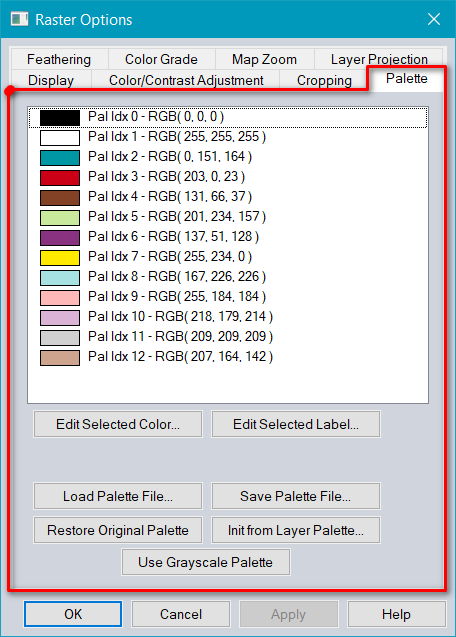 Raster Options
Feathering Color Grade Map Zoom Layer Projection
Display Color/Contrast Adjustment Cropping Palette
Pal Idx 0 - RGB( 0, 0, 0 )
Pal Idx 1 - RGB( 255, 255, 255 )
Pal Idx 2 - RGB( 0, 151, 164 )
Pal Idx 3 - RGB( 203, 0, 23 )
Pal Idx 4 - RGB( 131, 66, 37 )
Pal Idx 5 - RGB( 201, 234, 157 )
Pal Idx 6 - RGB( 137, 51, 128 )
Pal Idx 7 - RGB( 255, 234, 0 )
Pal Idx 8 - RGB( 167, 226, 226 )
Pal Idx 9 - RGB( 255, 184, 184 )
Pal Idx 10 - RGB( 218, 179, 214 )
Pal Idx 11 - RGB( 209, 209, 209 )
Pal Idx 12 - RGB( 207, 164, 142 )
Edit Selected Color... Edit Selected Label...
Load Palette File... Save Palette File...
Restore Original Palette Init from Layer Palette...
Use Grayscale Palette
OK Cancel Apply Help